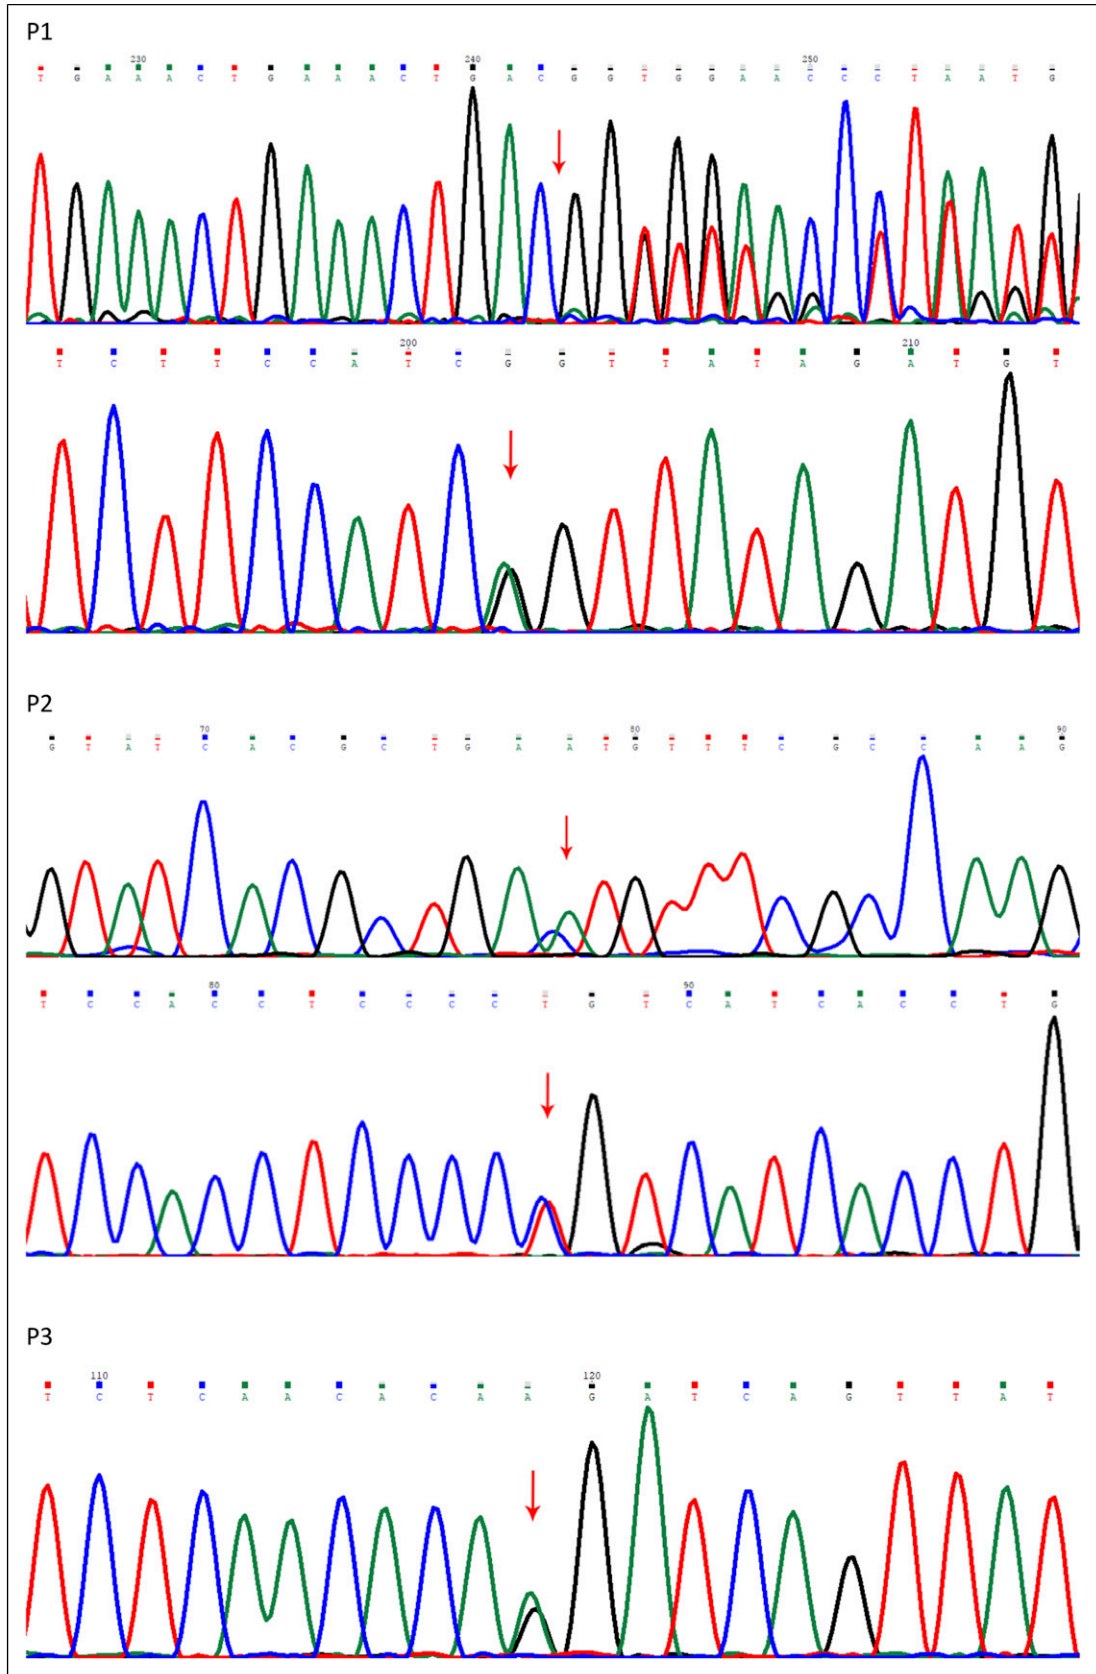 P1
230 240 250
T G A A A C T G A A A C T G A C G G T G G A A C C C T A A T G
200 210
T C T T C C A T C G G T T A T A G A T G T
P2
70 80 90
G T A T C A C G C T G A A T G T T T C G C C A A G
80 90
T C C A C C T C C C C T G T C A T C A C C T G
P3
110 120
T C T C A A C A C A A G A T C A G T T A T